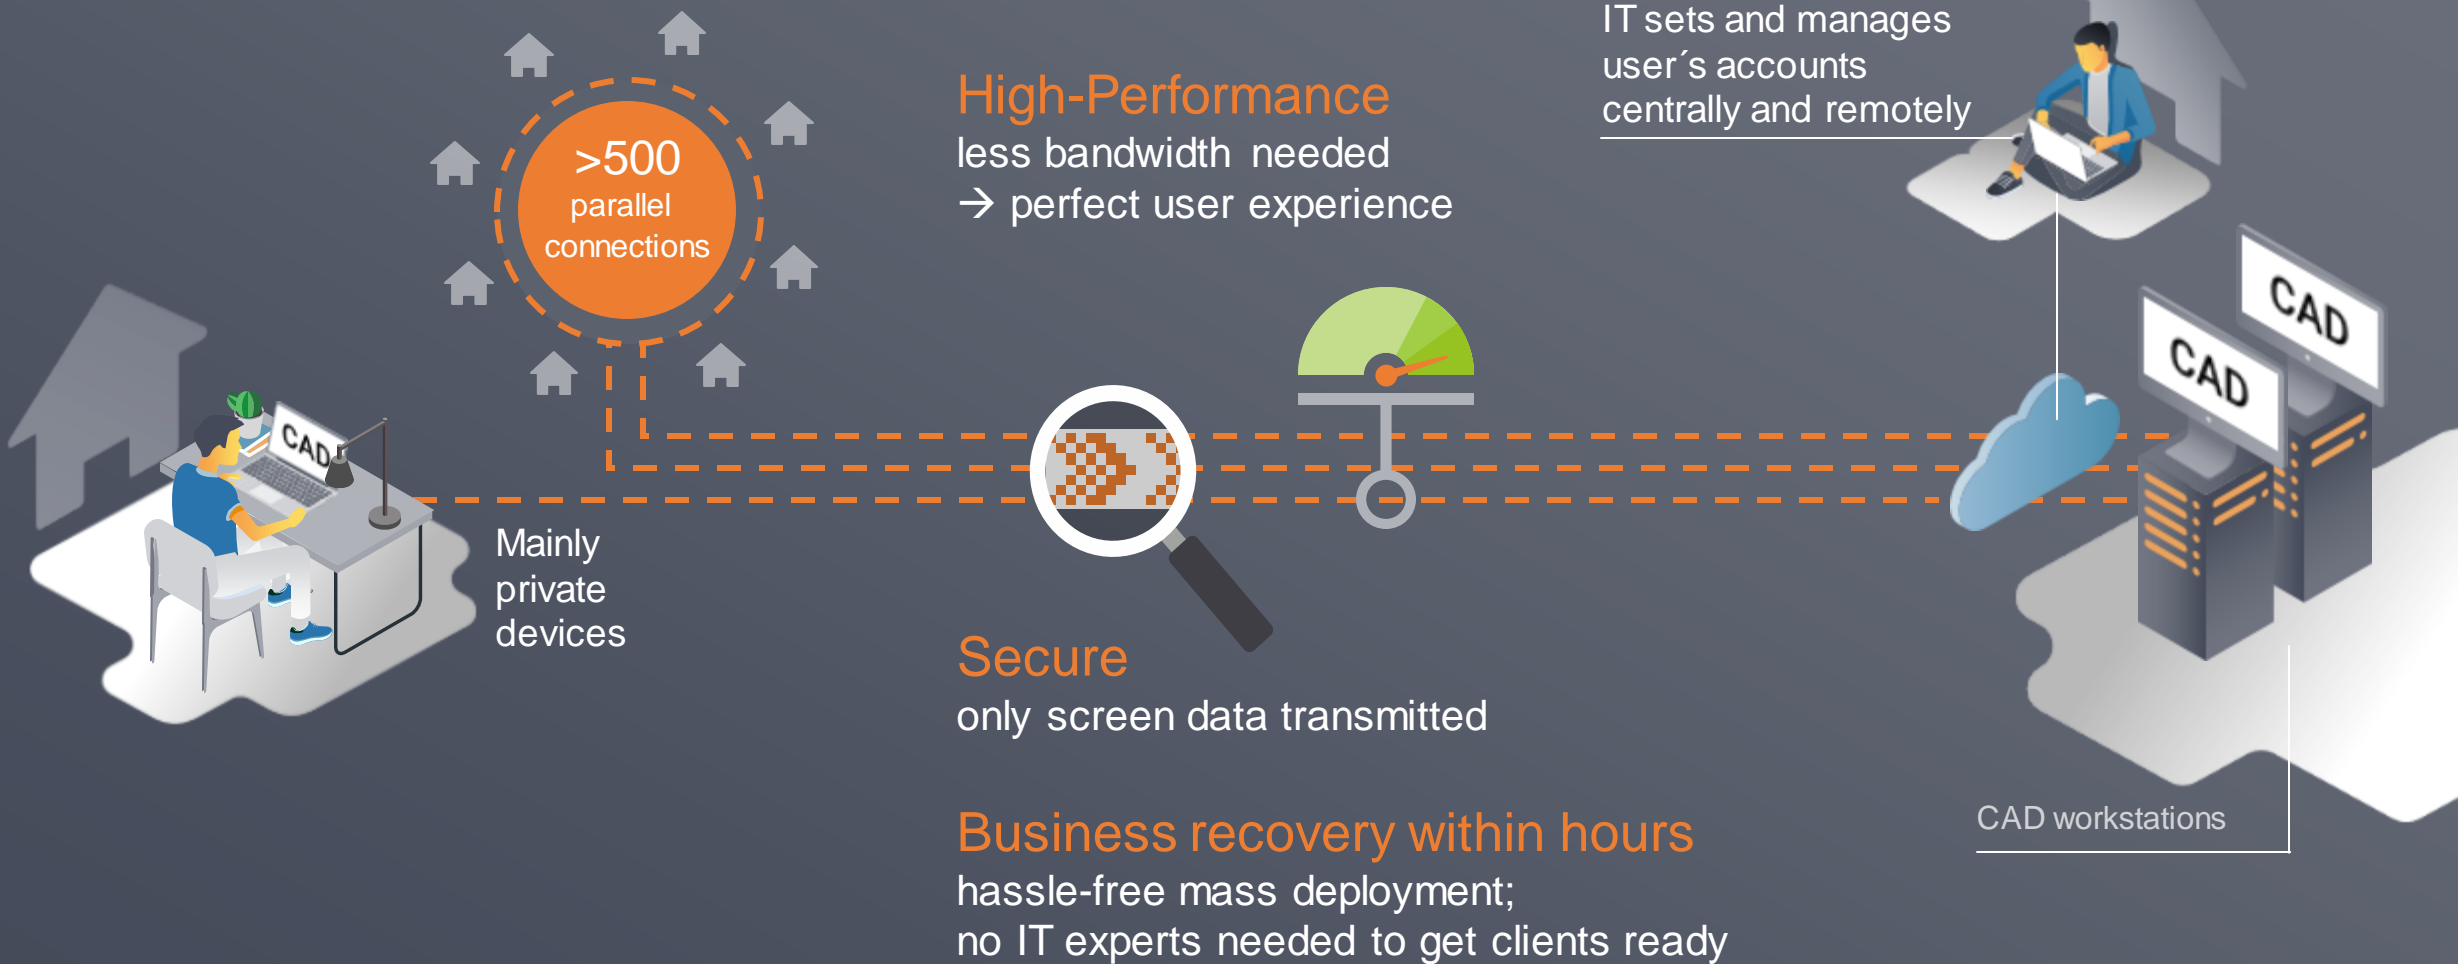 IT sets and manages
user´s accounts
centrally and remotely
High-Performance
less bandwidth needed
→ perfect user experience
>500
parallel
connections
CAD
CAD
CAD
Mainly
private
devices
Secure
only screen data transmitted
CAD workstations
Business recovery within hours
hassle-free mass deployment;
no IT experts needed to get clients ready